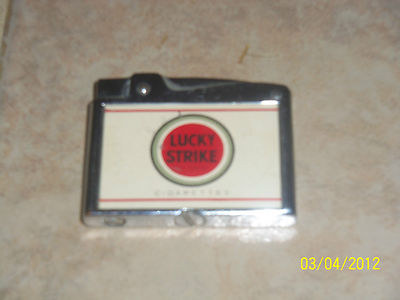 LUCKY
STRIKE
CIGARETTES
03/04/2012